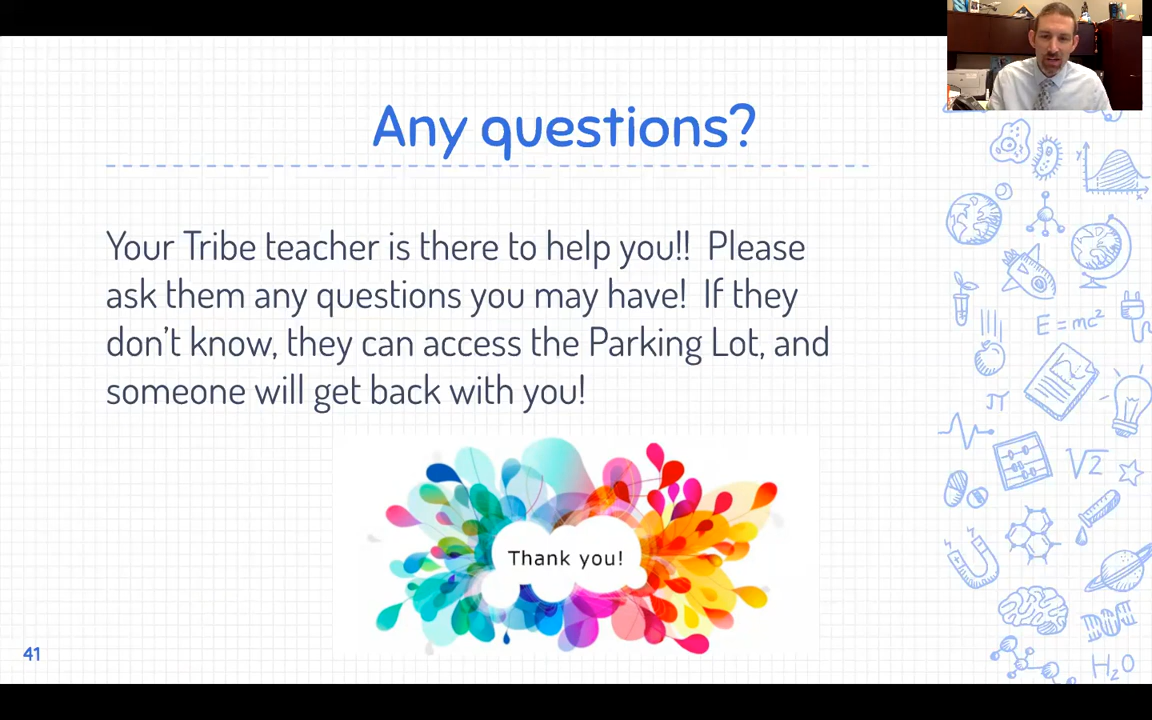 Any questions?
Your Tribe teacher is there to help you!! Please
ask them any questions you may have! If they
don't know, they can access the Parking Lot, and
someone will get back with you!
Thank you!
41
y
x
E = mc²
π
√2
H₂O